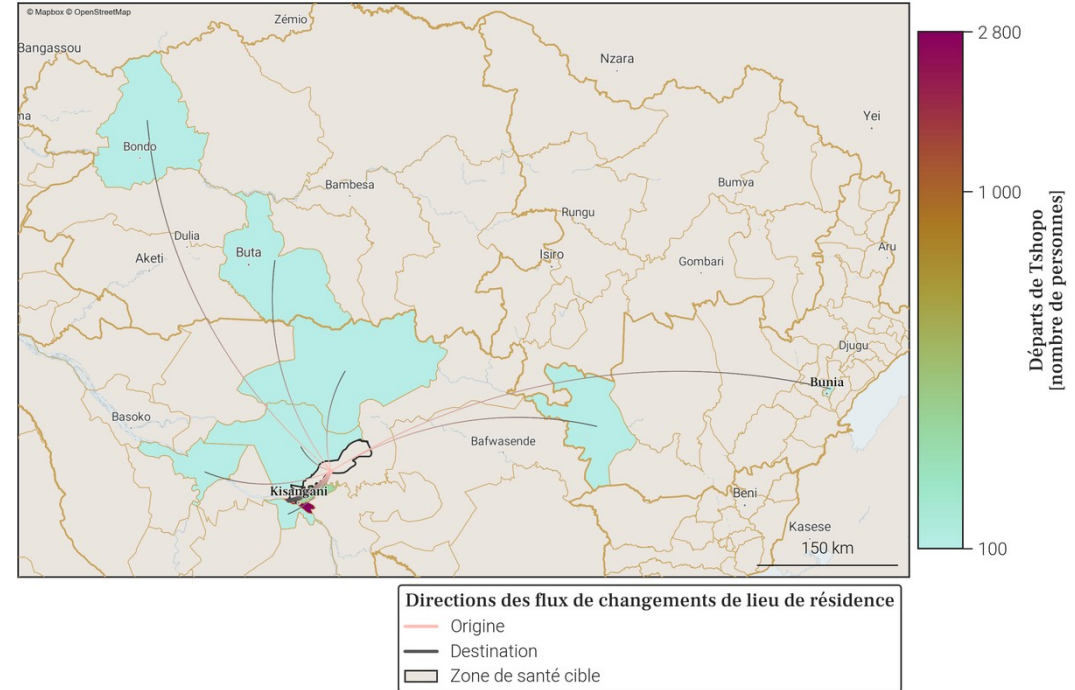 © Mapbox © OpenStreetMap
Zémio
Bangassou
Nzara
Yei
Bondo
Bambesa
Bumva
Rungu
Dulia
Buta
Aketi
Isiro
Gombari
Aru
Djugu
Bunia
Basoko
Bafwasende
Kisangani
Beni
Kasese
150 km
2 800
1 000
100
Départs de Tshopo
[nombre de personnes]
Directions des flux de changements de lieu de résidence
Origine
Destination
Zone de santé cible